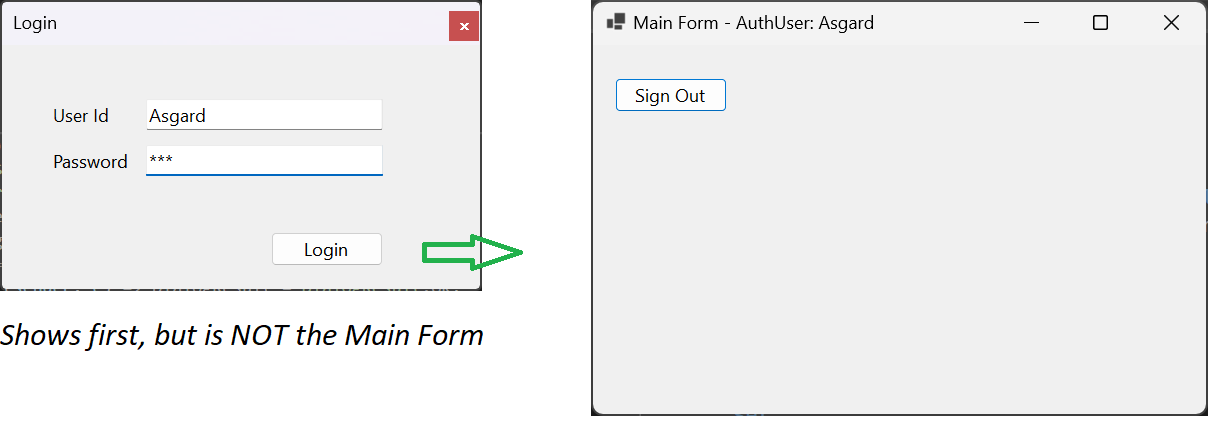 Login
User Id
Asgard
Password
***
Login
Shows first, but is NOT the Main Form
Main Form - AuthUser: Asgard
Sign Out